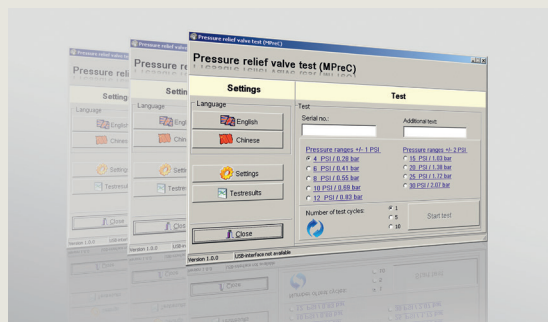 Pressure relief valve test (MPreC)
Pressure relief valve test (MPreC)
Settings
Test
Language
English
Chinese
Settings
Testresults
Close
Test
Serial no.:
Additional text:
Pressure ranges +/- 1 PSI
4 PSI / 0.28 bar
6 PSI / 0.41 bar
8 PSI / 0.55 bar
10 PSI / 0.69 bar
12 PSI / 0.83 bar
Pressure ranges +/- 2 PSI
15 PSI / 1.03 bar
20 PSI / 1.38 bar
25 PSI / 1.72 bar
30 PSI / 2.07 bar
Number of test cycles:
1
5
10
Start test
Version 1.0.0 USB-interface not available